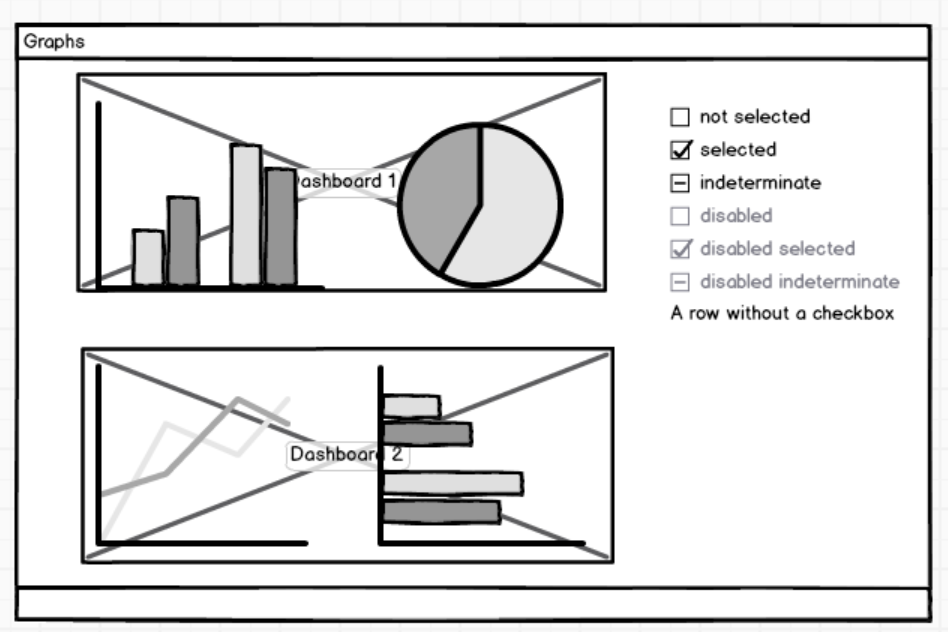 Graphs
Dashboard 1
not selected
selected
indeterminate
disabled
disabled selected
disabled indeterminate
A row without a checkbox
Dashboard 2